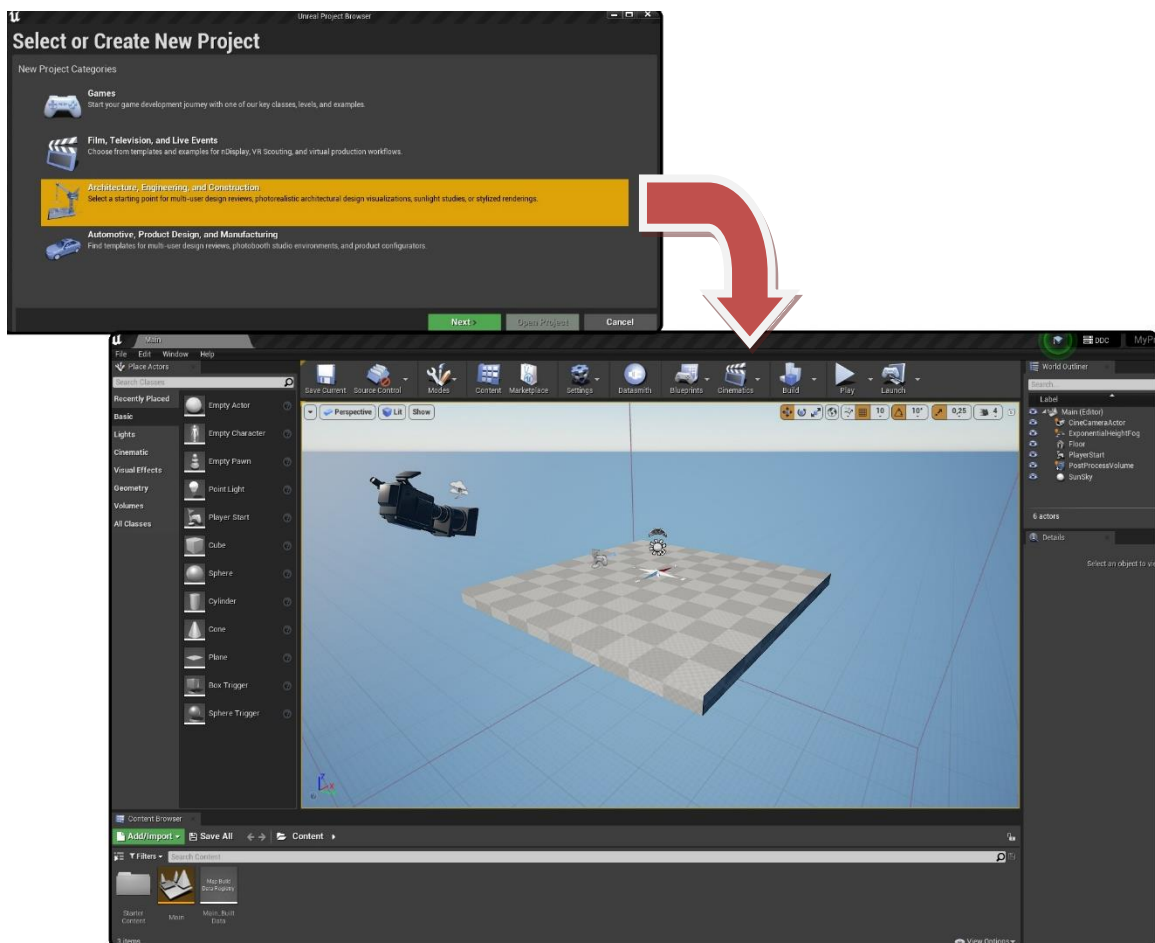 Unreal Project Browser
Select or Create New Project
New Project Categories
Games
Start your game development journey with one of our key classes, levels, and examples.
Film, Television, and Live Events
Choose from templates and examples for nDisplay, VR Scouting, and virtual production workflows.
Architecture, Engineering, and Construction
Select a starting point for multi-user design reviews, photorealistic architectural design visualizations, sunlight studies, or stylized renderings.
Automotive, Product Design, and Manufacturing
Find templates for multi-user design reviews, photobooth studio environments, and product configurators.
Next > Open Project Cancel
Main DDC MyPr
File Edit Window Help
Place Actors
Search Classes
Recently Placed
Basic
Lights
Cinematic
Visual Effects
Geometry
Volumes
All Classes
Empty Actor
Empty Character
Empty Pawn
Point Light
Player Start
Cube
Sphere
Cylinder
Cone
Plane
Box Trigger
Sphere Trigger
Save Current Source Control Modes Content Marketplace Settings Datasmith Blueprints Cinematics Build Play Launch
Perspective Lit Show 10 10° 0,25 4
Z
X
World Outliner
Search...
Label
Main (Editor)
CineCameraActor
ExponentialHeightFog
Floor
PlayerStart
PostProcessVolume
SunSky
6 actors
Details
Select an object to vi
Content Browser
Add/Import Save All Content
Filters Search Content
Starter
Content
Main
Map Build
Data Registry
Main_Built
Data
3 items View Options